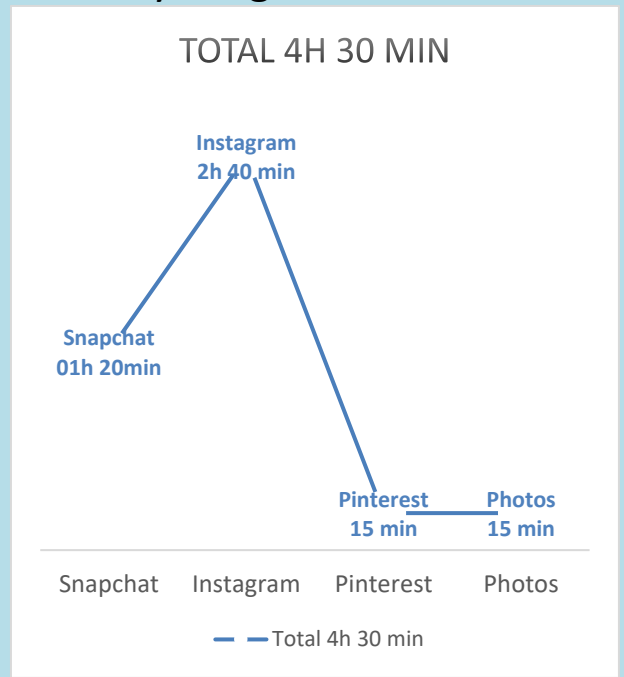 TOTAL 4H 30 MIN
Instagram
2h 40 min
Snapchat
01h 20min
Pinterest
15 min
Photos
15 min
Snapchat
Instagram
Pinterest
Photos
Total 4h 30 min